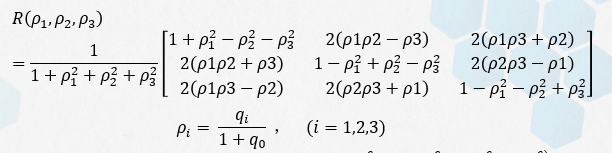 R(ρ₁,ρ₂,ρ₃)
= 1/(1 + ρ₁² + ρ₂² + ρ₃²) [1 + ρ₁² − ρ₂² − ρ₃² 2(ρ1ρ2 − ρ3) 2(ρ1ρ3 + ρ2)
2(ρ1ρ2 + ρ3) 1 − ρ₁² + ρ₂² − ρ₃² 2(ρ2ρ3 − ρ1)
2(ρ1ρ3 − ρ2) 2(ρ2ρ3 + ρ1) 1 − ρ₁² − ρ₂² + ρ₃²]
ρᵢ = qᵢ/(1 + q₀) , (i = 1,2,3)